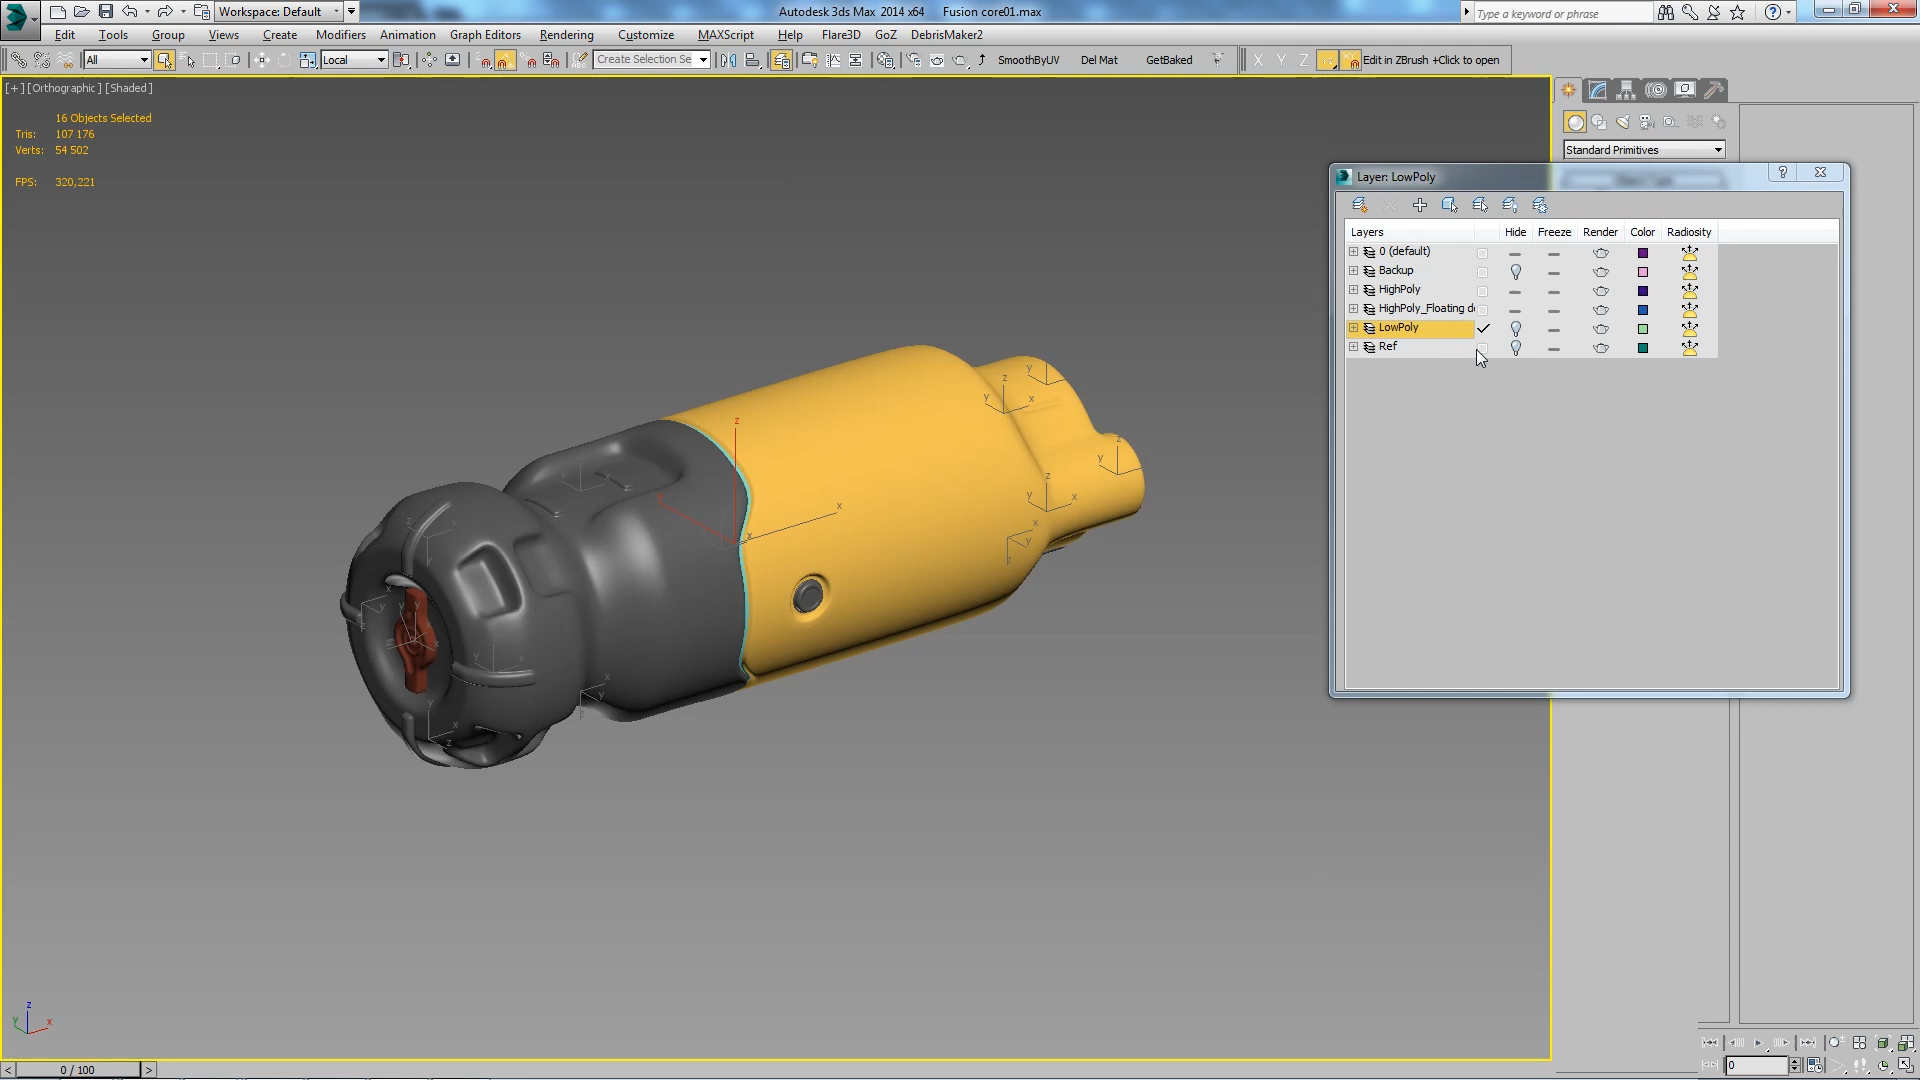 Workspace: Default
Autodesk 3ds Max 2014 x64 Fusion core01.max
Type a keyword or phrase
Edit Tools Group Views Create Modifiers Animation Graph Editors Rendering Customize MAXScript Help Flare3D GoZ DebrisMaker2
All Local Create Selection Se SmoothByUV Del Mat GetBaked X Y Z Edit in ZBrush +Click to open
[+][Orthographic][Shaded]
16 Objects Selected
Tris: 107 176
Verts: 54 502
FPS: 320,221
Standard Primitives
Layer: LowPoly
Layers Hide Freeze Render Color Radiosity
0 (default)
Backup
HighPoly
HighPoly_Floating d
LowPoly
Ref
z
y
x
0 / 100
0